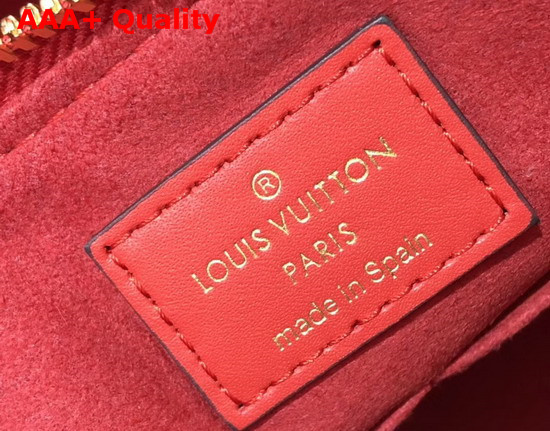 AAA+ Quality
®
LOUIS VUITTON
PARIS
made in Spain